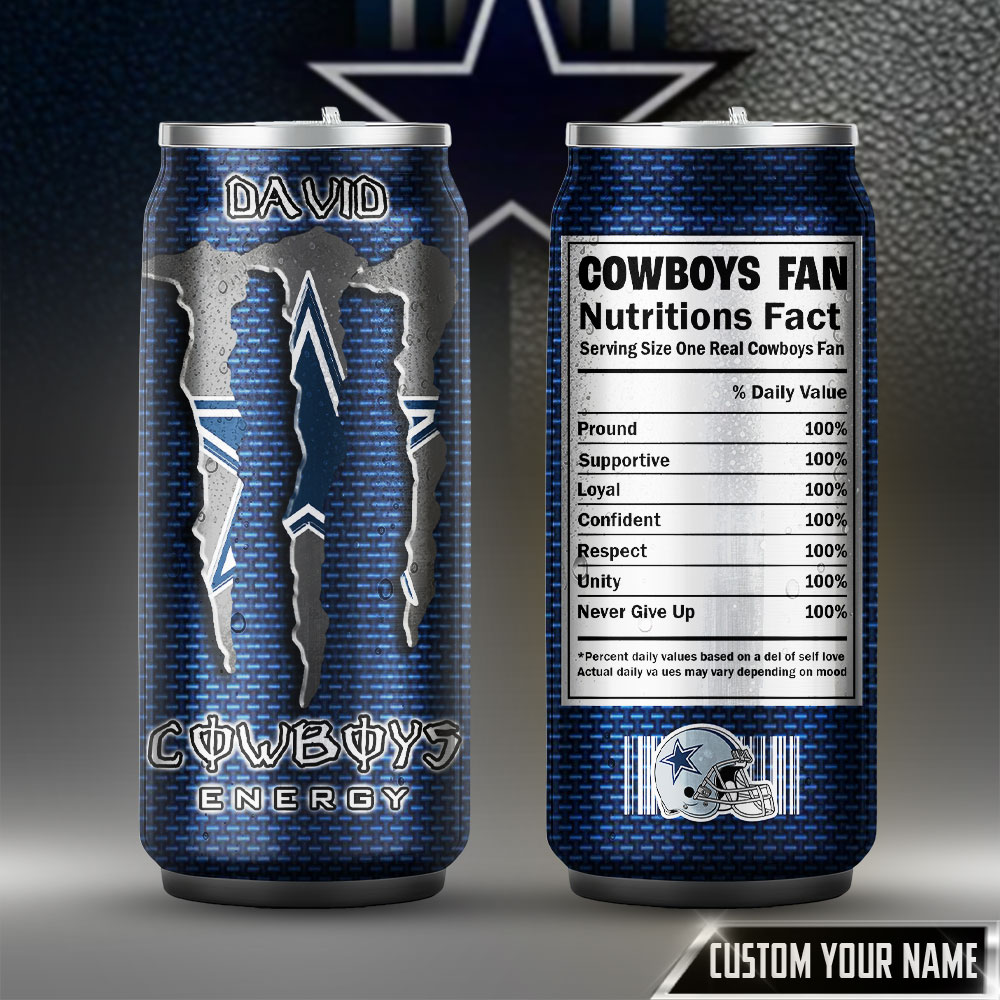 DAVID
COWBOYS
ENERGY
COWBOYS FAN
Nutritions Fact
Serving Size One Real Cowboys Fan
% Daily Value
Pround 100%
Supportive 100%
Loyal 100%
Confident 100%
Respect 100%
Unity 100%
Never Give Up 100%
*Percent daily values based on a del of self love
Actual daily va ues may vary depending on mood
CUSTOM YOUR NAME